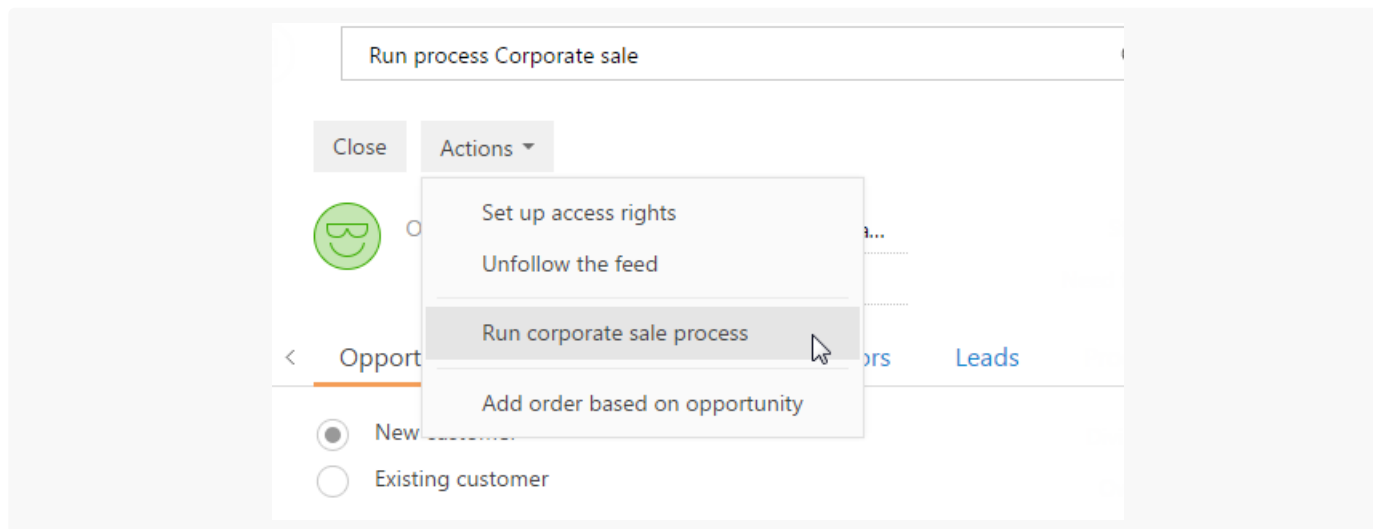 Run process Corporate sale
Close Actions
Set up access rights
Unfollow the feed
Run corporate sale process
Leads
Add order based on opportunity
New
Existing customer